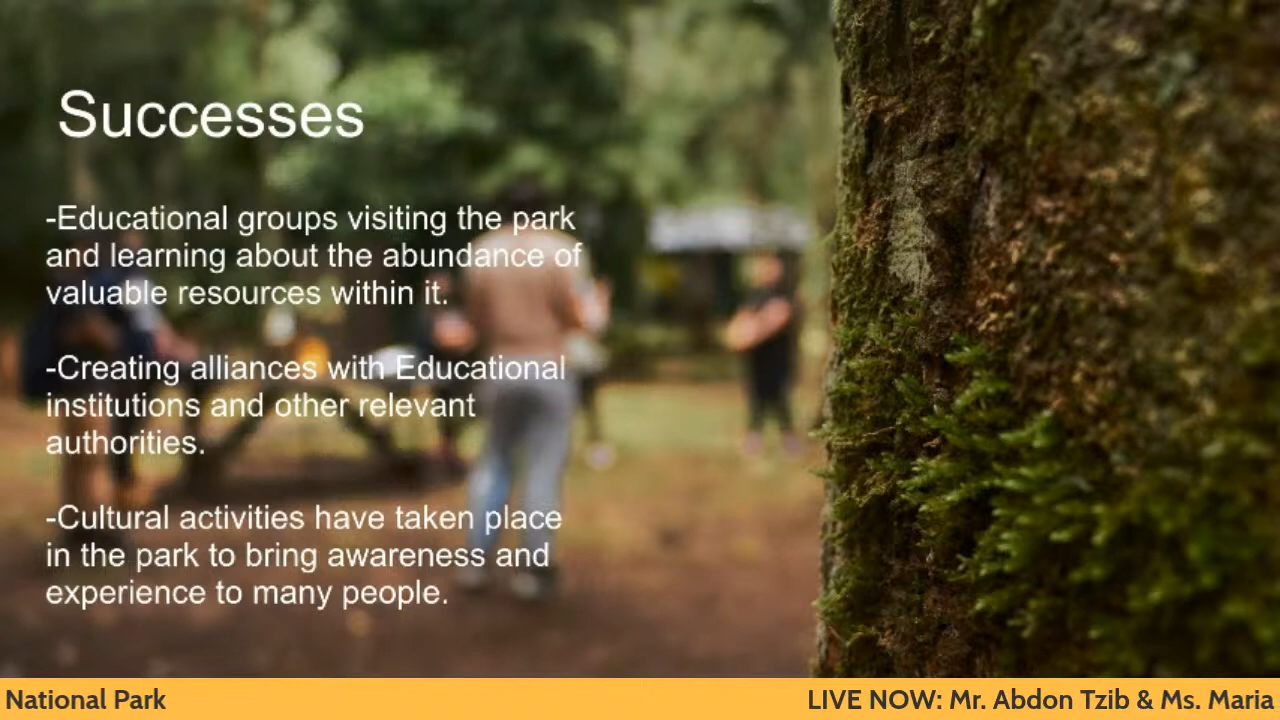 Successes
-Educational groups visiting the park
and learning about the abundance of
valuable resources within it.
-Creating alliances with Educational
institutions and other relevant
authorities.
-Cultural activities have taken place
in the park to bring awareness and
experience to many people.
National Park
LIVE NOW: Mr. Abdon Tzib & Ms. Maria